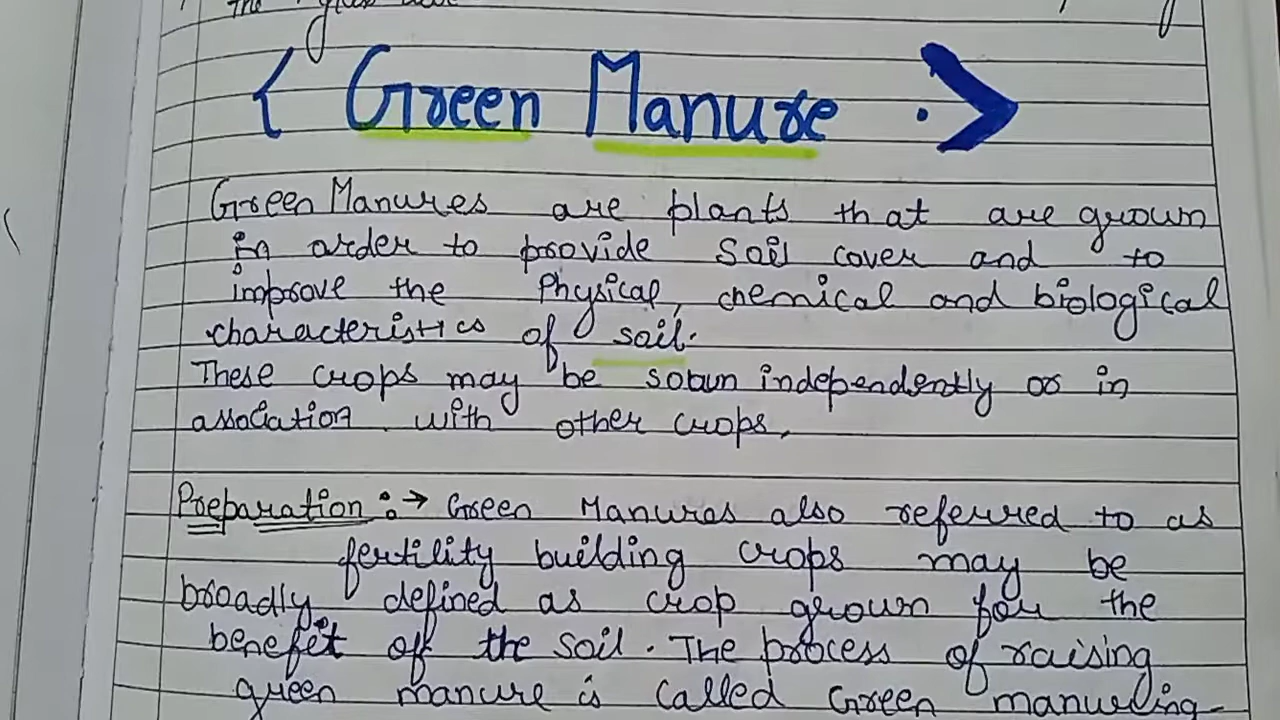 the
< Green Manure .>
Green Manures are plants that are grown
in order to provide Soil cover and to
improve the Physical, chemical and biological
characteristics of soil.
These crops may be sown independently or in
association with other crops,
Preparation :→ Green Manures also referred to as
fertility building crops may be
broadly defined as crop grown for the
benefit of the soil. The process of raising
green manure is called Green manuring-